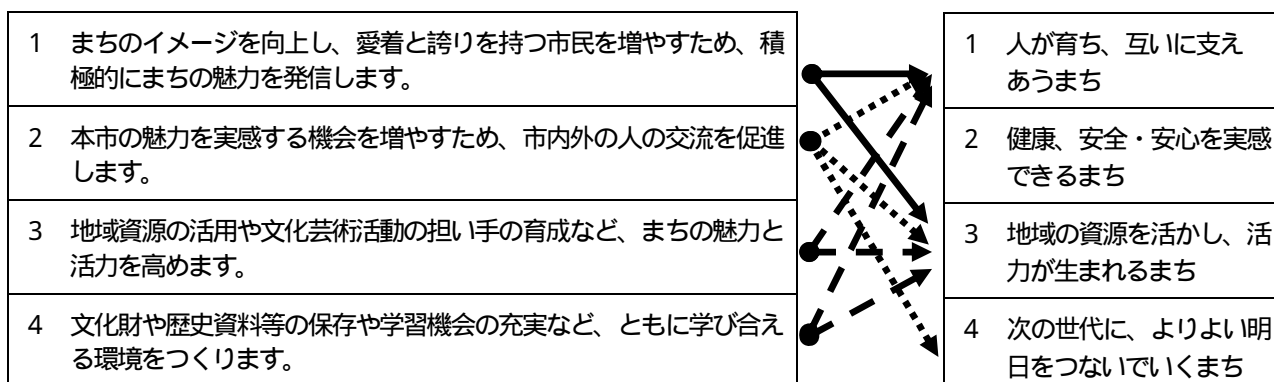 1 まちのイメージを向上し、愛着と誇りを持つ市民を増やすため、積
極的にまちの魅力を発信します。
2 本市の魅力を実感する機会を増やすため、市内外の人の交流を促進
します。
3 地域資源の活用や文化芸術活動の担い手の育成など、まちの魅力と
活力を高めます。
4 文化財や歴史資料等の保存や学習機会の充実など、ともに学び合え
る環境をつくります。
1 人が育ち、互いに支え
あうまち
2 健康、安全・安心を実感
できるまち
3 地域の資源を活かし、活
力が生まれるまち
4 次の世代に、よりよい明
日をつないでいくまち